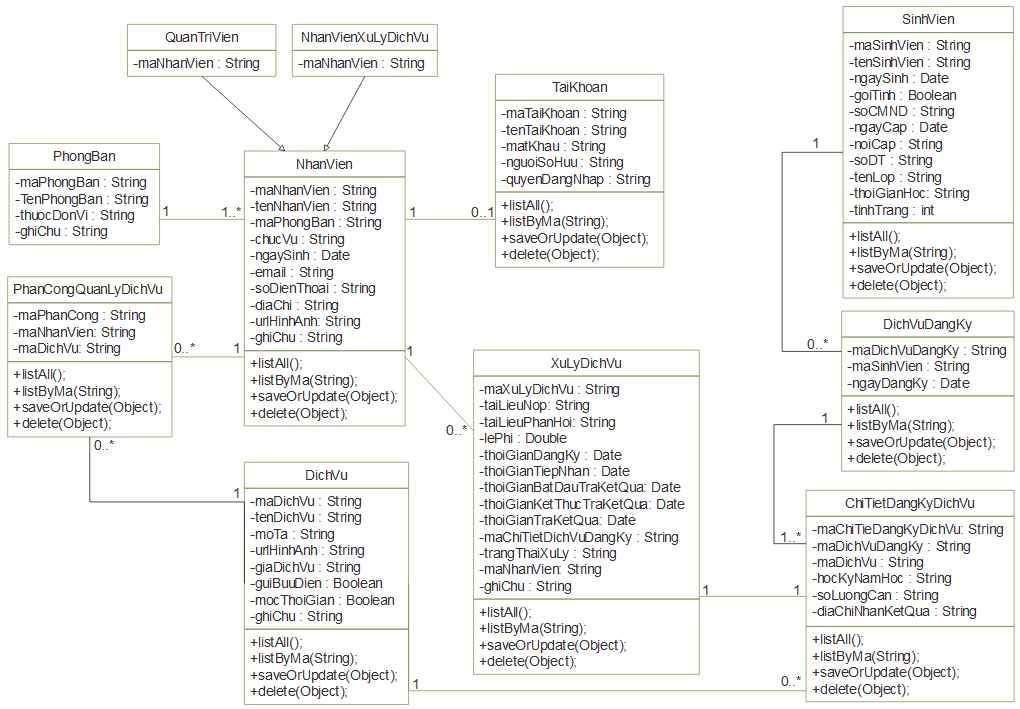 QuanTriVien
-maNhanVien : String
NhanVienXuLyDichVu
-maNhanVien : String
TaiKhoan
-maTaiKhoan : String
-tenTaiKhoan : String
-matKhau : String
-nguoiSoHuu : String
-quyenDangNhap : String
+listAll();
+listByMa(String);
+saveOrUpdate(Object);
+delete(Object);
SinhVien
-maSinhVien : String
-tenSinhVien : String
-ngaySinh : Date
-goiTinh : Boolean
-soCMND : String
-ngayCap : Date
-noiCap : String
-soDT : String
-tenLop : String
-thoiGianHoc: String
-tinhTrang : int
+listAll();
+listByMa(String);
+saveOrUpdate(Object);
+delete(Object);
PhongBan
-maPhongBan : String
-TenPhongBan : String
-thuocDonVi : String
-ghiChu : String
1
1..*
NhanVien
-maNhanVien : String
-tenNhanVien : String
-maPhongBan : String
-chucVu : String
-ngaySinh : Date
-email : String
-soDienThoai : String
-diaChi : String
-urlHinhAnh: String
-ghiChu : String
+listAll();
+listByMa(String);
+saveOrUpdate(Object);
+delete(Object);
1
0..1
1
0..*
PhanCongQuanLyDichVu
-maPhanCong : String
-maNhanVien: String
-maDichVu: String
+listAll();
+listByMa(String);
+saveOrUpdate(Object);
+delete(Object);
0..*
1
0..*
1
1
0..*
XuLyDichVu
-maXuLyDichVu : String
-taiLieuNop: String
-taiLieuPhanHoi: String
-lePhi : Double
-thoiGianDangKy : Date
-thoiGianTiepNhan : Date
-thoiGianBatDauTraKetQua: Date
-thoiGianKetThucTraKetQua: Date
-thoiGianTraKetQua: Date
-maChiTietDichVuDangKy : String
-trangThaiXuLy : String
-maNhanVien: String
-ghiChu : String
+listAll();
+listByMa(String);
+saveOrUpdate(Object);
+delete(Object);
DichVuDangKy
-maDichVuDangKy : String
-maSinhVien : String
-ngayDangKy : Date
+listAll();
+listByMa(String);
+saveOrUpdate(Object);
+delete(Object);
1
1..*
DichVu
-maDichVu : String
-tenDichVu : String
-moTa : String
-urlHinhAnh : String
-giaDichVu : String
-guiBuuDien : Boolean
-mocThoiGian : Boolean
-ghiChu : String
+listAll();
+listByMa(String);
+saveOrUpdate(Object);
+delete(Object);
ChiTietDangKyDichVu
-maChiTieDangKyDichVu: String
-maDichVuDangKy : String
-maDichVu : String
-hocKyNamHoc : String
-soLuongCan : String
-diaChiNhanKetQua : String
+listAll();
+listByMa(String);
+saveOrUpdate(Object);
+delete(Object);
1
1
1
0..*